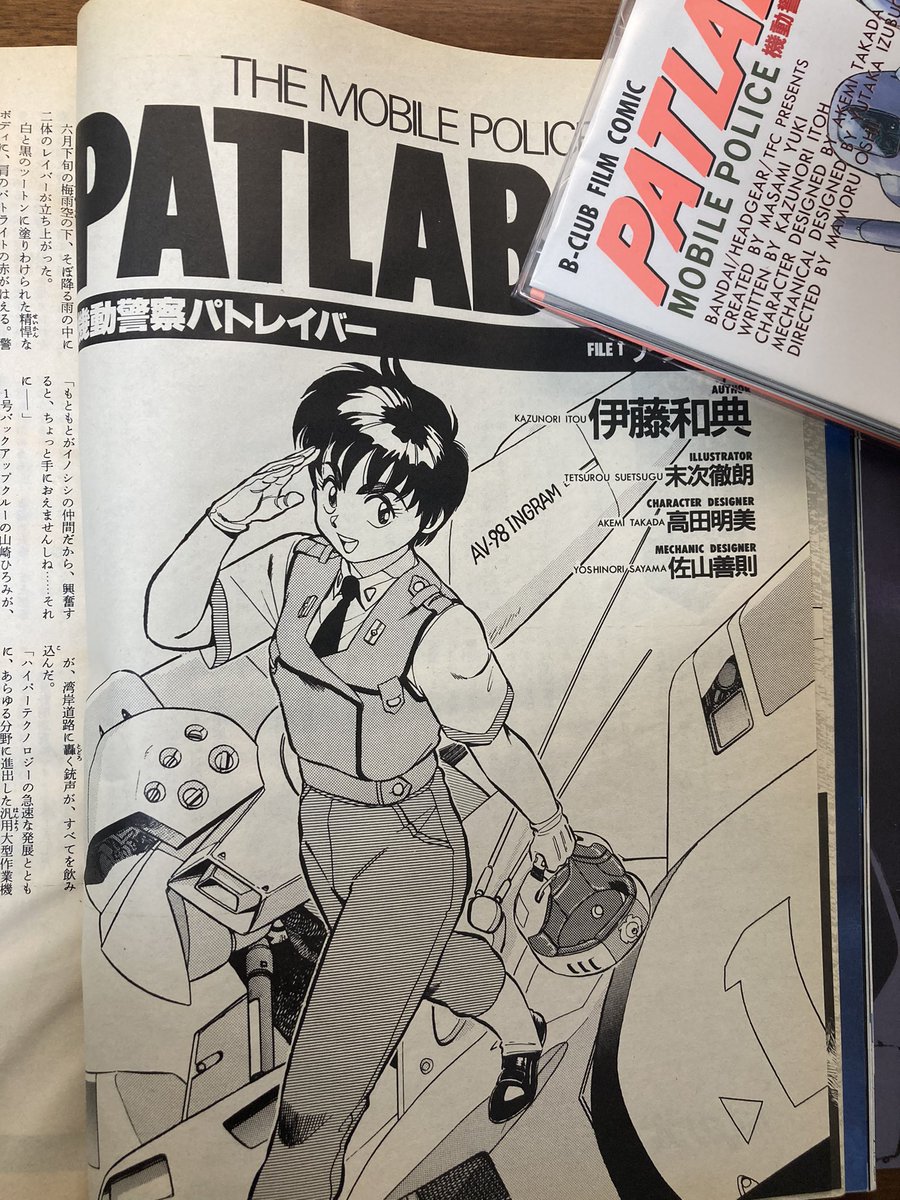 THE MOBILE POLICE
PATLAB
機動警察パトレイバー
FILE 1
AUTHOR
KAZUNORI ITOU 伊藤和典
ILLUSTRATOR
TETSUROU SUETSUGU 末次徹朗
CHARACTER DESIGNER
AKEMI TAKADA 高田明美
MECHANIC DESIGNER
YOSHINORI SAYAMA 佐山善則
AV-98 INGRAM
B-CLUB FILM COMIC
PATLAB
MOBILE POLICE 機動警
BANDAI/HEADGEAR/TFC PRESENTS
CREATED BY MASAMI YUKI
WRITTEN BY KAZUNORI ITOH
CHARACTER DESIGNED BY AKEMI TAKADA
MECHANICAL DESIGNED BY YUTAKA IZUBU
DIRECTED BY MAMORU OSHI
六月下旬の梅雨空の下、そぼ降る雨の中に
二体のレイバーが立ち上がった。
白と黒のツートンに塗りわけられた精悍な
ボディに、肩のパトライトの赤がはえる。警
「もともとがイノシシの仲間だから、興奮す
ると、ちょっと手におえませんしね……それ
に――」
1号バックアップクルーの山崎ひろみが、
が、湾岸道路に轟く銃声が、すべてを飲み
込んだ。
「ハイパーテクノロジーの急速な発展ととも
に、あらゆる分野に進出した汎用大型作業機